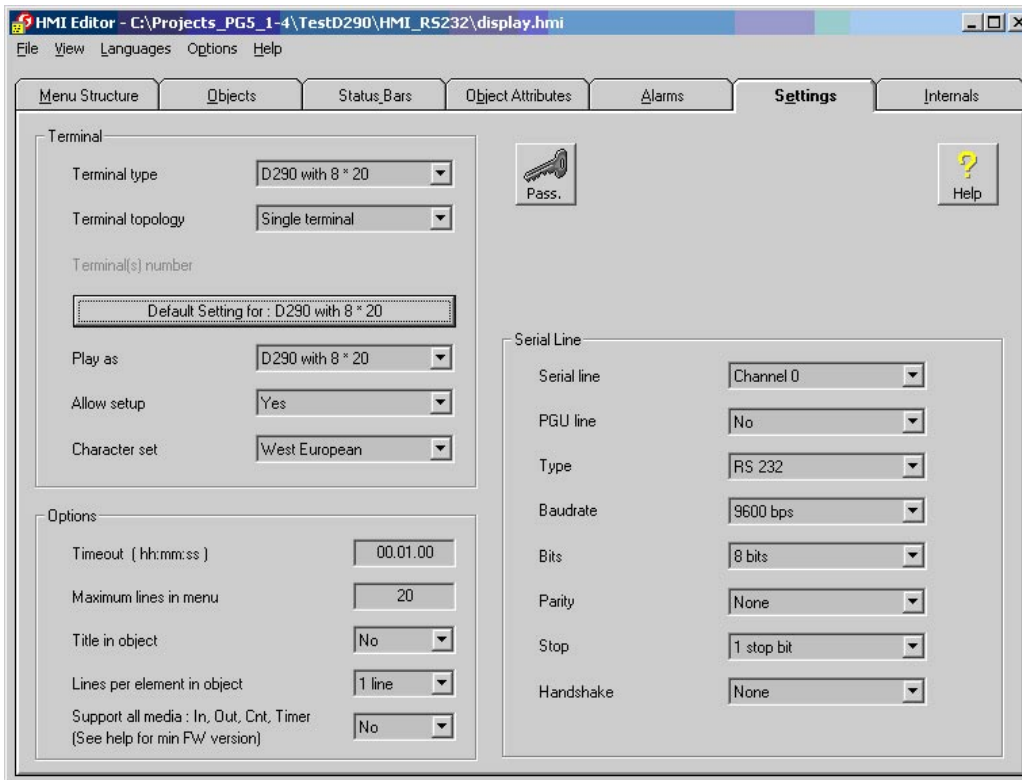 HMI Editor - C:\Projects_PG5_1-4\TestD290\HMI_RS232\display.hmi
File View Languages Options Help
Menu Structure Objects Status Bars Object Attributes Alarms Settings Internals
Terminal
Terminal type D290 with 8 * 20
Terminal topology Single terminal
Terminal(s) number
Default Setting for : D290 with 8 * 20
Play as D290 with 8 * 20
Allow setup Yes
Character set West European
Options
Timeout ( hh:mm:ss ) 00.01.00
Maximum lines in menu 20
Title in object No
Lines per element in object 1 line
Support all media : In, Out, Cnt, Timer
(See help for min FW version) No
Pass.
Help
Serial Line
Serial line Channel 0
PGU line No
Type RS 232
Baudrate 9600 bps
Bits 8 bits
Parity None
Stop 1 stop bit
Handshake None